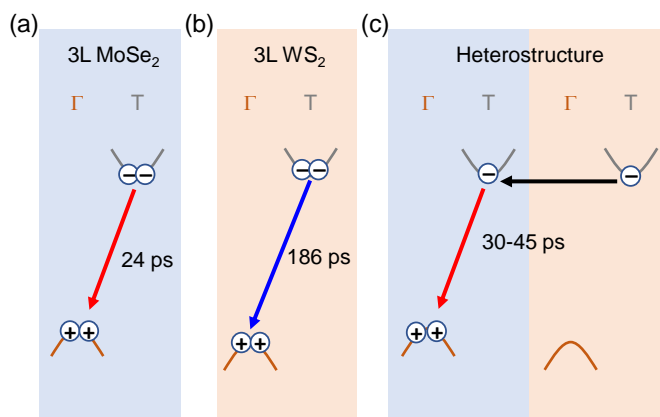 (a)
3L MoSe₂
Γ T
− −
24 ps
+ +
(b)
3L WS₂
Γ T
− −
186 ps
+ +
(c)
Heterostructure
Γ T Γ T
− −
30-45 ps
+ +